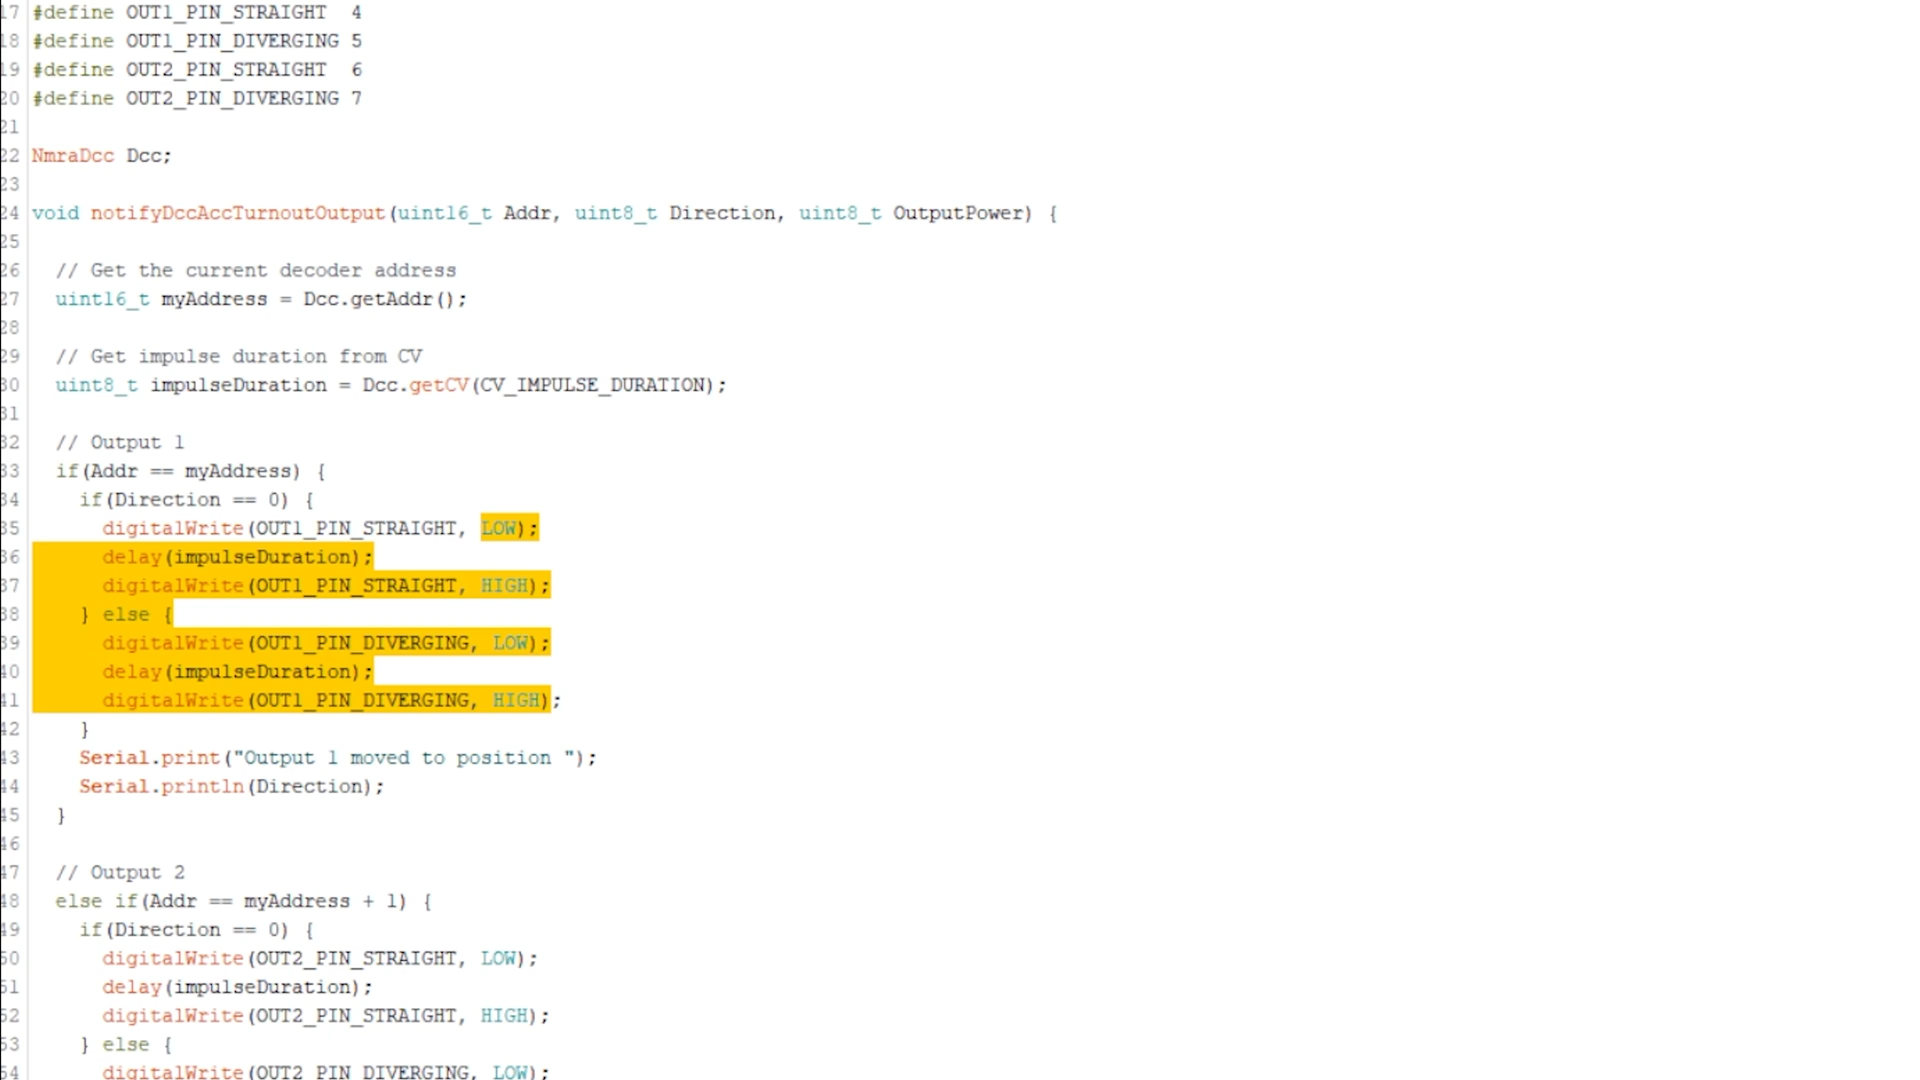 17 #define OUT1_PIN_STRAIGHT  4
18 #define OUT1_PIN_DIVERGING 5
19 #define OUT2_PIN_STRAIGHT  6
20 #define OUT2_PIN_DIVERGING 7
21
22 NmraDcc Dcc;
23
24 void notifyDccAccTurnoutOutput(uint16_t Addr, uint8_t Direction, uint8_t OutputPower) {
25
26   // Get the current decoder address
27   uint16_t myAddress = Dcc.getAddr();
28
29   // Get impulse duration from CV
30   uint8_t impulseDuration = Dcc.getCV(CV_IMPULSE_DURATION);
31
32   // Output 1
33   if(Addr == myAddress) {
34     if(Direction == 0) {
35       digitalWrite(OUT1_PIN_STRAIGHT, LOW);
36       delay(impulseDuration);
37       digitalWrite(OUT1_PIN_STRAIGHT, HIGH);
38     } else {
39       digitalWrite(OUT1_PIN_DIVERGING, LOW);
40       delay(impulseDuration);
41       digitalWrite(OUT1_PIN_DIVERGING, HIGH);
42     }
43     Serial.print("Output 1 moved to position ");
44     Serial.println(Direction);
45   }
46
47   // Output 2
48   else if(Addr == myAddress + 1) {
49     if(Direction == 0) {
50       digitalWrite(OUT2_PIN_STRAIGHT, LOW);
51       delay(impulseDuration);
52       digitalWrite(OUT2_PIN_STRAIGHT, HIGH);
53     } else {
54       digitalWrite(OUT2_PIN_DIVERGING, LOW);